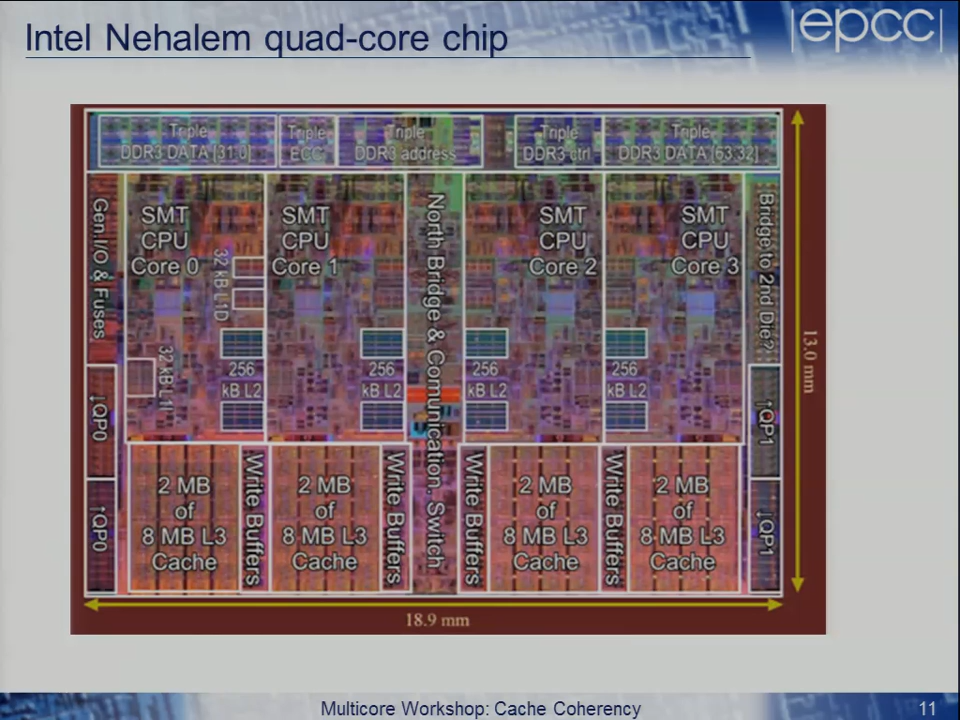 Intel Nehalem quad-core chip
|epcc|
Triple
DDR3 DATA [31:0]
Triple
ECC
Triple
DDR3 address
Triple
DDR3 ctrl
Triple
DDR3 DATA [63:32]
Gen I/O & Fuses
SMT
CPU
Core 0
32 kB L1D
32 kB L1I
256
kB L2
SMT
CPU
Core 1
256
kB L2
North Bridge & Comunication. Switch
SMT
CPU
Core 2
256
kB L2
SMT
CPU
Core 3
256
kB L2
Bridge to 2nd Die?
13.0 mm
↓QP0
↑QP0
2 MB
of
8 MB L3
Cache
Write Buffers
2 MB
of
8 MB L3
Cache
Write Buffers
Write Buffers
2 MB
of
8 MB L3
Cache
Write Buffers
2 MB
of
8 MB L3
Cache
↑QP1
↓QP1
18.9 mm
Multicore Workshop: Cache Coherency
11